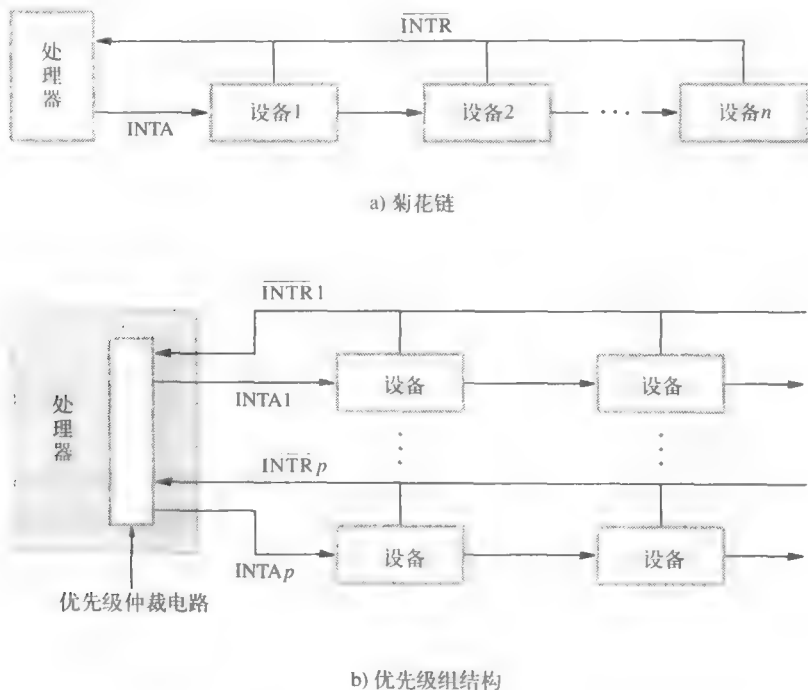 INTR
处理器
INTA
设备1
设备2
···
设备n
a) 菊花链
INTR1
设备
设备
INTA1
处理器
INTRp
设备
设备
INTAp
优先级仲裁电路
b) 优先级组结构